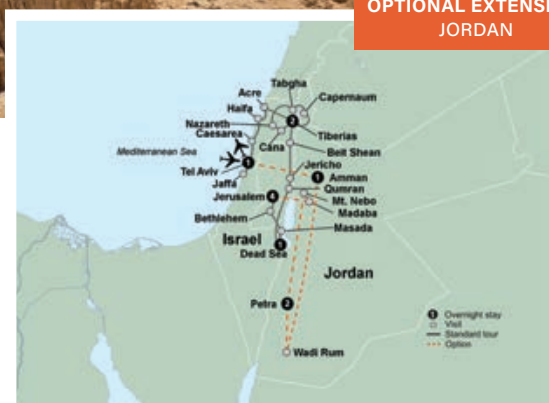 OPTIONAL EXTENS
JORDAN
Tabgha
Acre
Capernaum
Haifa
2
Nazareth
Tiberias
Caesarea
Cana
Mediterranean Sea
Beit Shean
Jericho
1
Tel Aviv
1 Amman
Qumran
Jaffa
Jerusalem 4
Mt. Nebo
Madaba
Bethlehem
Masada
Israel
1
Dead Sea
Jordan
Petra 2
1 Overnight stay
Visit
Standard tour
Option
Wadi Rum